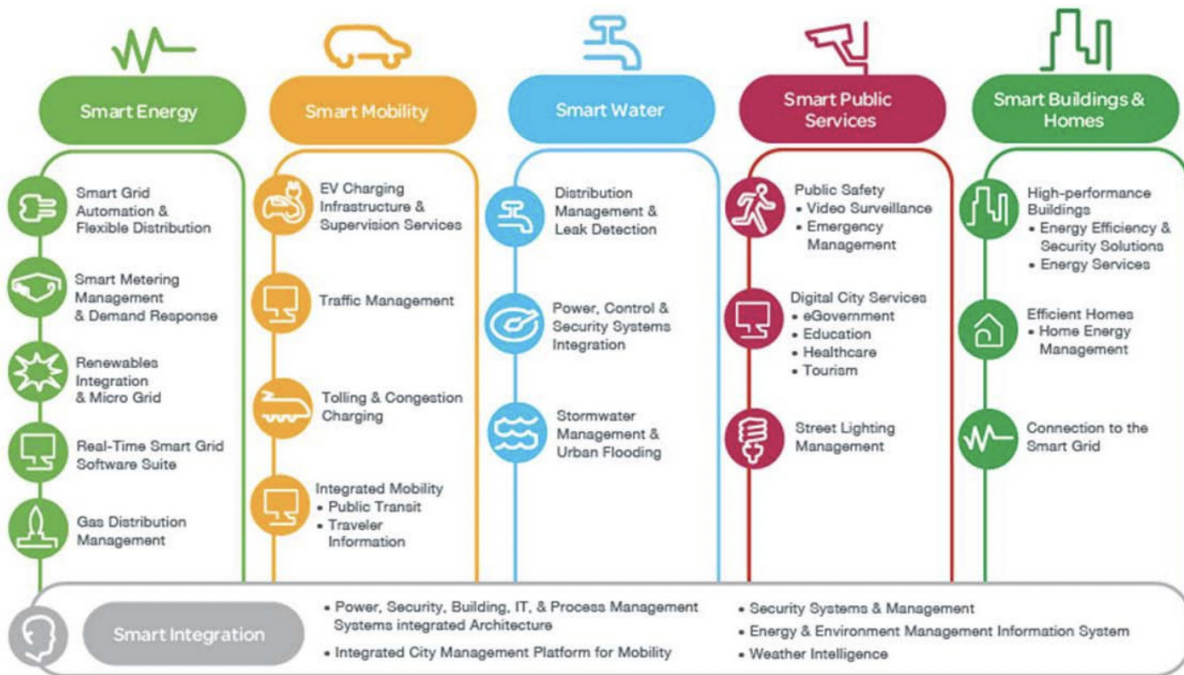 Smart Energy
Smart Grid
Automation &
Flexible Distribution
Smart Metering
Management
& Demand Response
Renewables
Integration
& Micro Grid
Real-Time Smart Grid
Software Suite
Gas Distribution
Management
Smart Mobility
EV Charging
Infrastructure &
Supervision Services
Traffic Management
Tolling & Congestion
Charging
Integrated Mobility
• Public Transit
• Traveler
Information
Smart Water
Distribution
Management &
Leak Detection
Power, Control &
Security Systems
Integration
Stormwater
Management &
Urban Flooding
Smart Public
Services
Public Safety
• Video Surveillance
• Emergency
Management
Digital City Services
• eGovernment
• Education
• Healthcare
• Tourism
Street Lighting
Management
Smart Buildings &
Homes
High-performance
Buildings
• Energy Efficiency &
Security Solutions
• Energy Services
Efficient Homes
• Home Energy
Management
Connection to the
Smart Grid
Smart Integration
• Power, Security, Building, IT, & Process Management
Systems integrated Architecture
• Integrated City Management Platform for Mobility
• Security Systems & Management
• Energy & Environment Management Information System
• Weather Intelligence